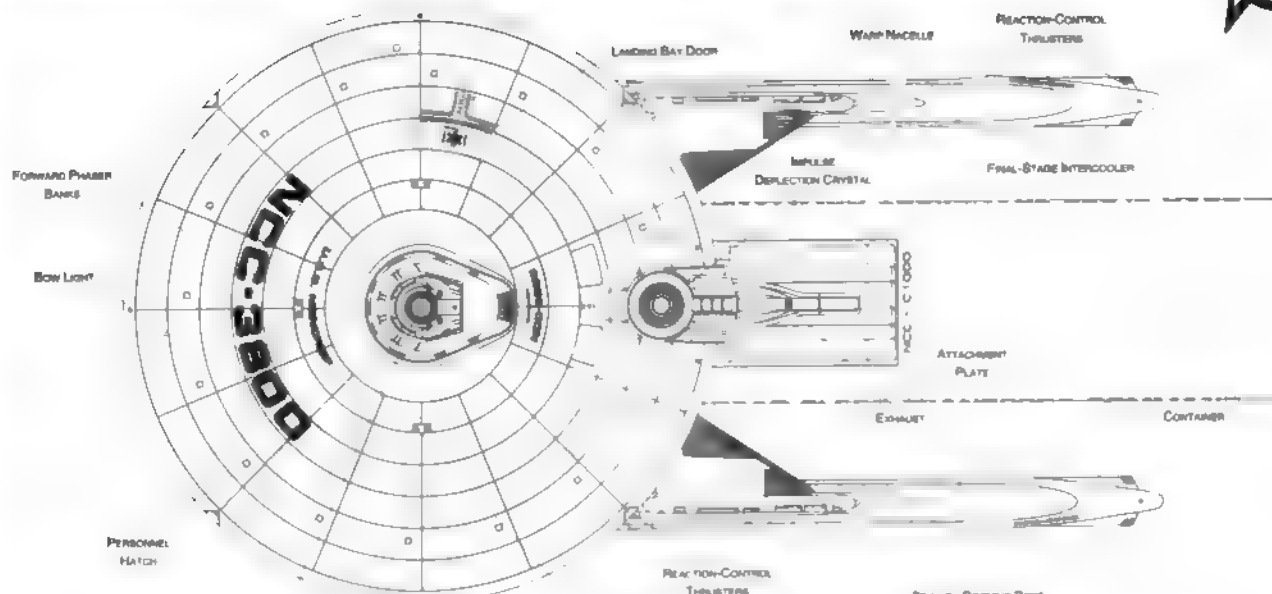 REACTION-CONTROL
THRUSTERS
WARP NACELLE
LANDING BAY DOOR
FORWARD PHASER
BANKS
IMPULSE
DEFLECTION CRYSTAL
FINAL-STAGE INTERCOOLER
BOW LIGHT
NCC-3800
NCC - C1000
ATTACHMENT
PLATE
EXHAUST
CONTAINER
PERSONNEL
HATCH
REACTION-CONTROL
THRUSTERS